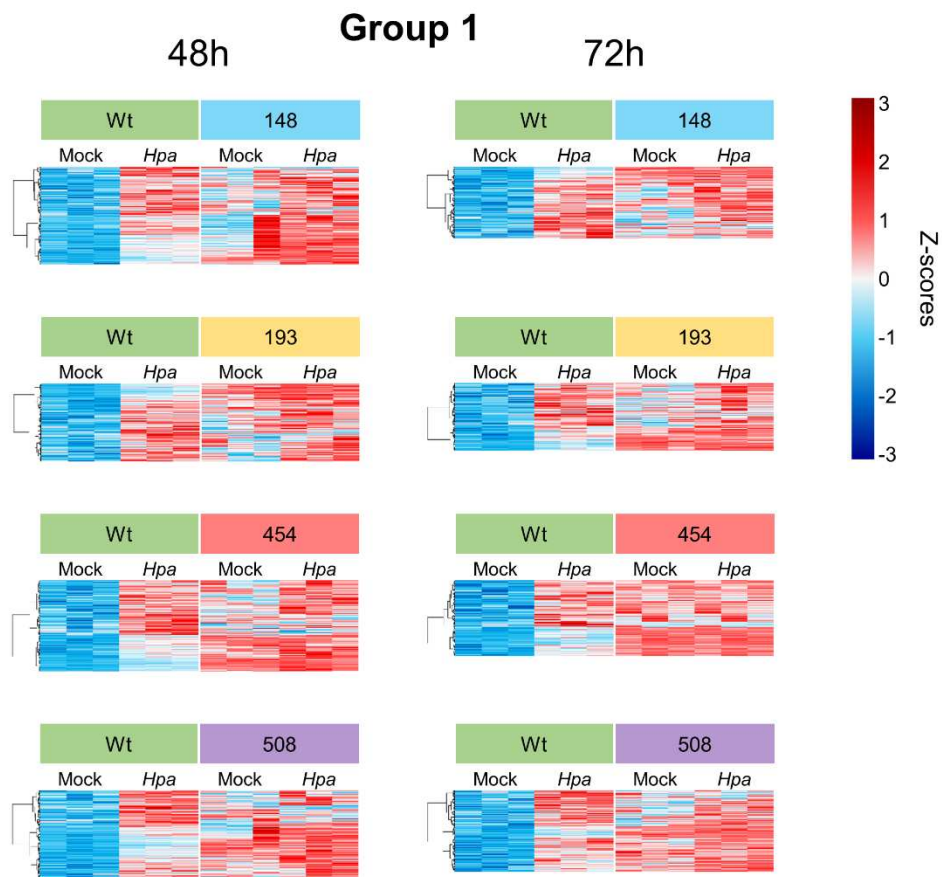 Group 1
48h 72h
Wt 148 Wt 148
Mock Hpa Mock Hpa Mock Hpa Mock Hpa
Wt 193 Wt 193
Mock Hpa Mock Hpa Mock Hpa Mock Hpa
Wt 454 Wt 454
Mock Hpa Mock Hpa Mock Hpa Mock Hpa
Wt 508 Wt 508
Mock Hpa Mock Hpa Mock Hpa Mock Hpa
3
2
1
0
-1
-2
-3
Z-scores